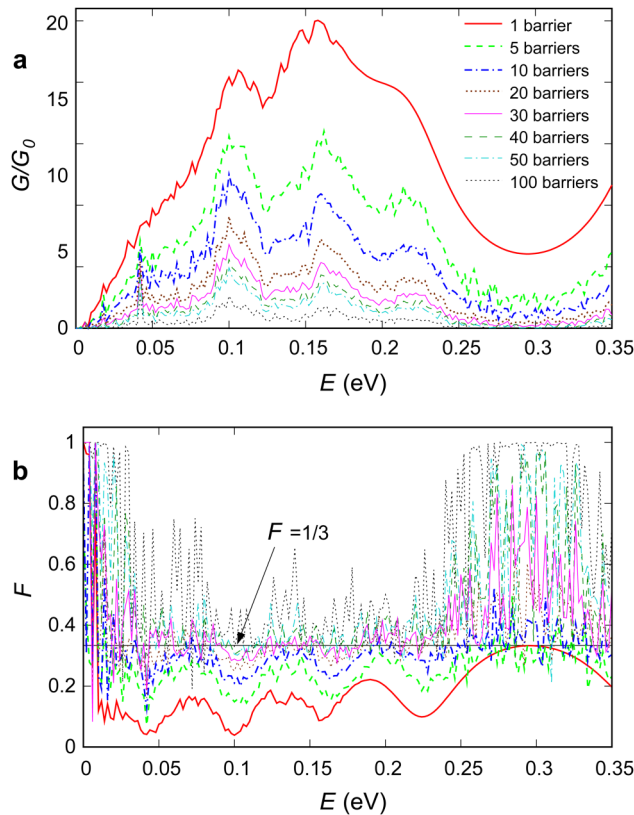 a
G/G0
20
15
10
5
0
1 barrier
5 barriers
10 barriers
20 barriers
30 barriers
40 barriers
50 barriers
100 barriers
0 0.05 0.1 0.15 0.2 0.25 0.3 0.35
E (eV)
b
F
1
0.8
0.6
0.4
0.2
0
F =1/3
0 0.05 0.1 0.15 0.2 0.25 0.3 0.35
E (eV)